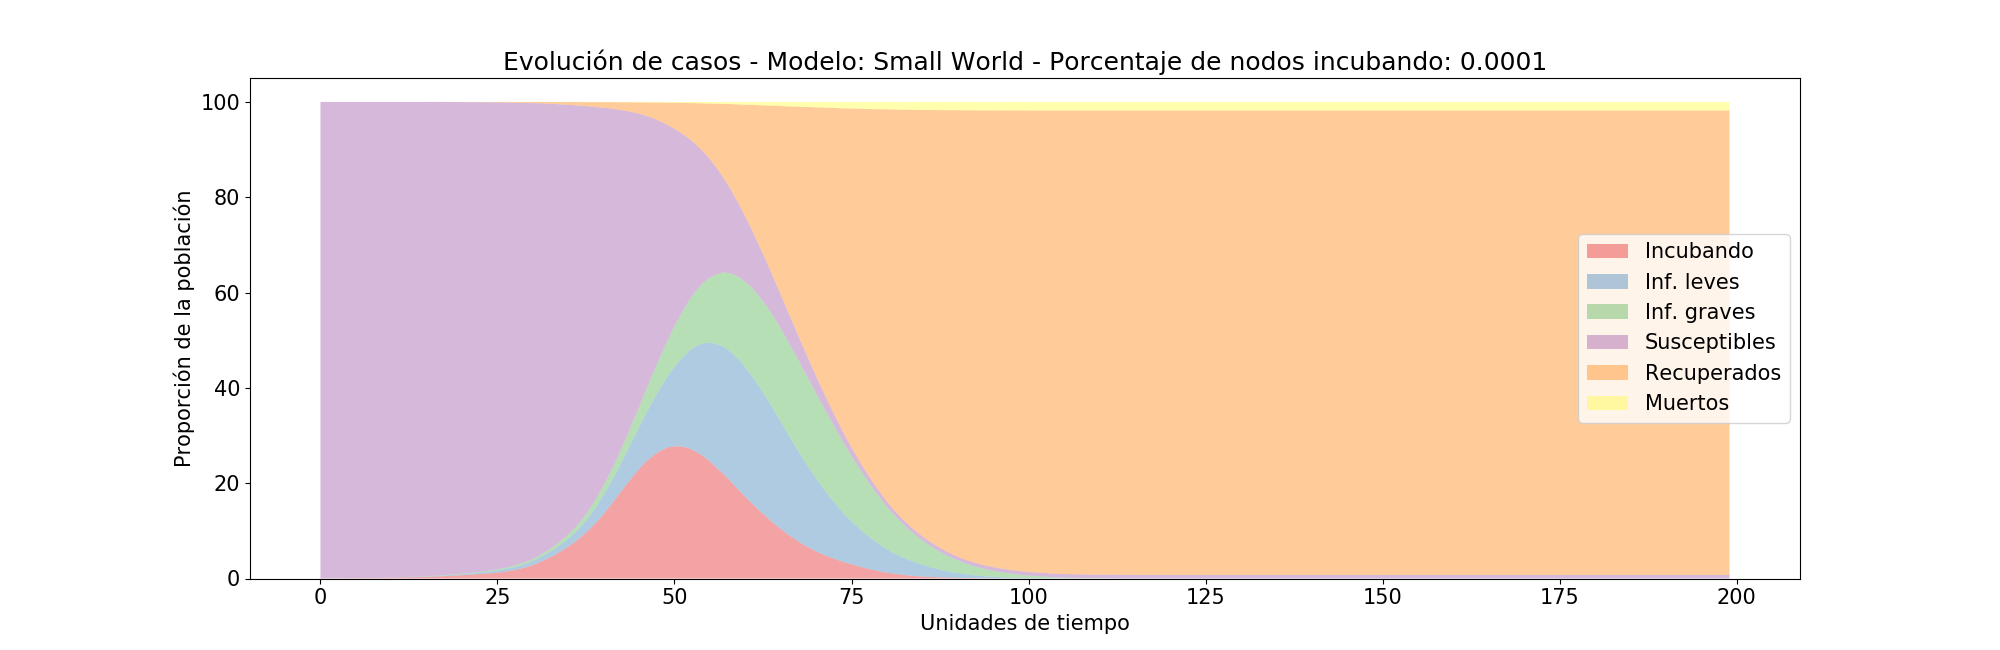 Evolución de casos - Modelo: Small World - Porcentaje de nodos incubando: 0.0001
Proporción de la población
100
80
60
40
20
0
Incubando
Inf. leves
Inf. graves
Susceptibles
Recuperados
Muertos
0 25 50 75 100 125 150 175 200
Unidades de tiempo